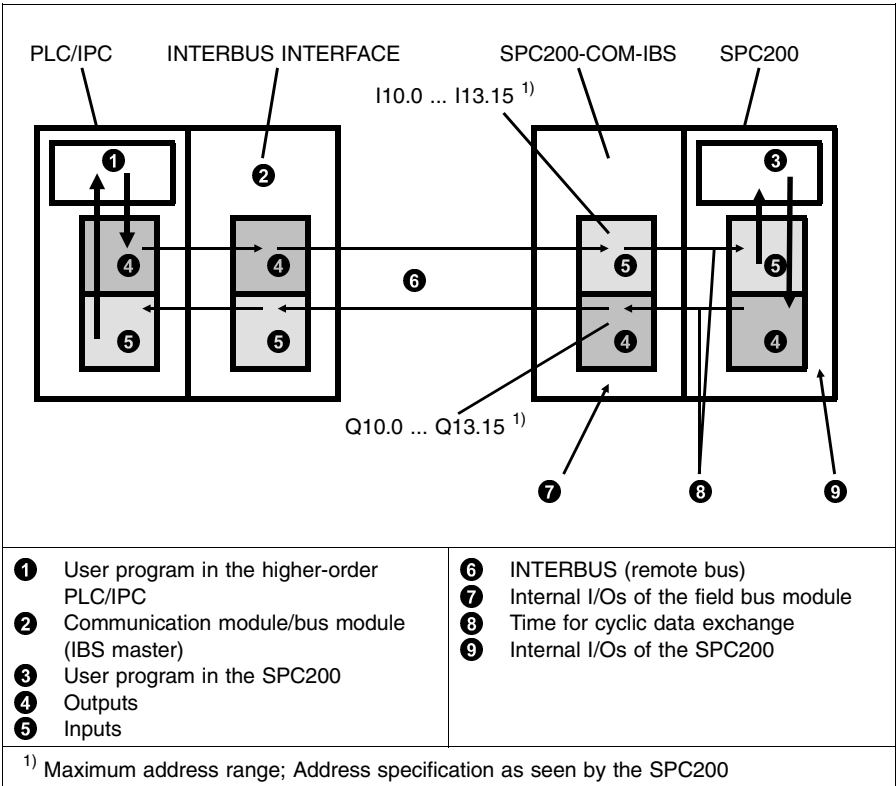 PLC/IPC INTERBUS INTERFACE SPC200-COM-IBS SPC200
I10.0 ... I13.15 1)
1 2 3
4 4 5 5
6
5 5 4 4
Q10.0 ... Q13.15 1)
7 8 9
1 User program in the higher-order
PLC/IPC
2 Communication module/bus module
(IBS master)
3 User program in the SPC200
4 Outputs
5 Inputs
6 INTERBUS (remote bus)
7 Internal I/Os of the field bus module
8 Time for cyclic data exchange
9 Internal I/Os of the SPC200
1) Maximum address range; Address specification as seen by the SPC200